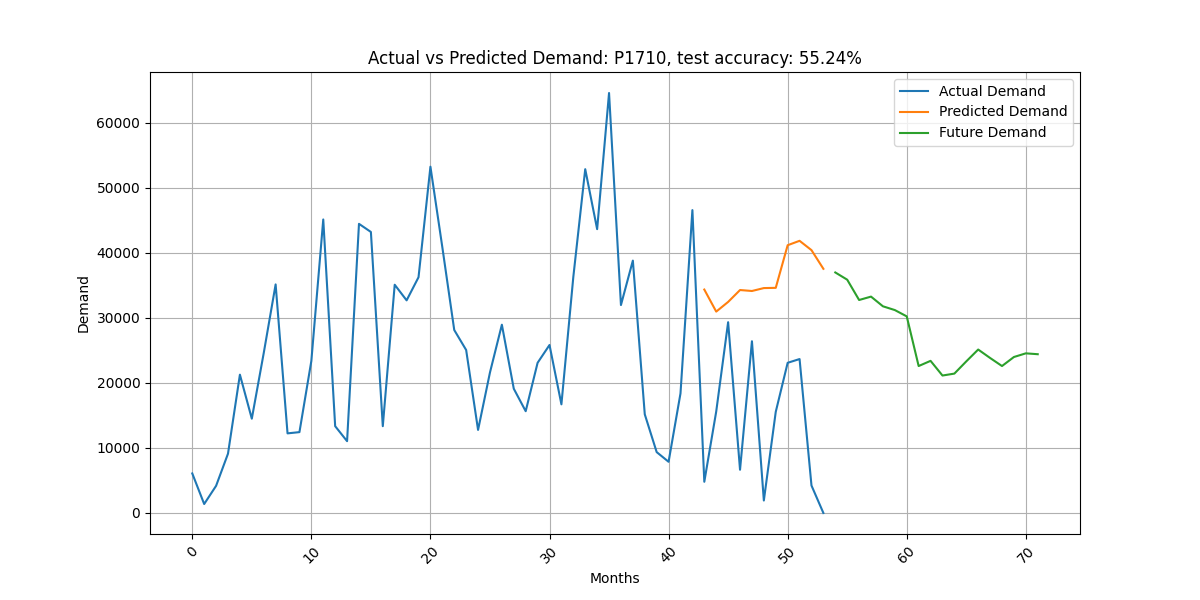 Actual vs Predicted Demand: P1710, test accuracy: 55.24%
Actual Demand
Predicted Demand
Future Demand
60000
50000
40000
30000
20000
10000
0
Demand
0 10 20 30 40 50 60 70
Months